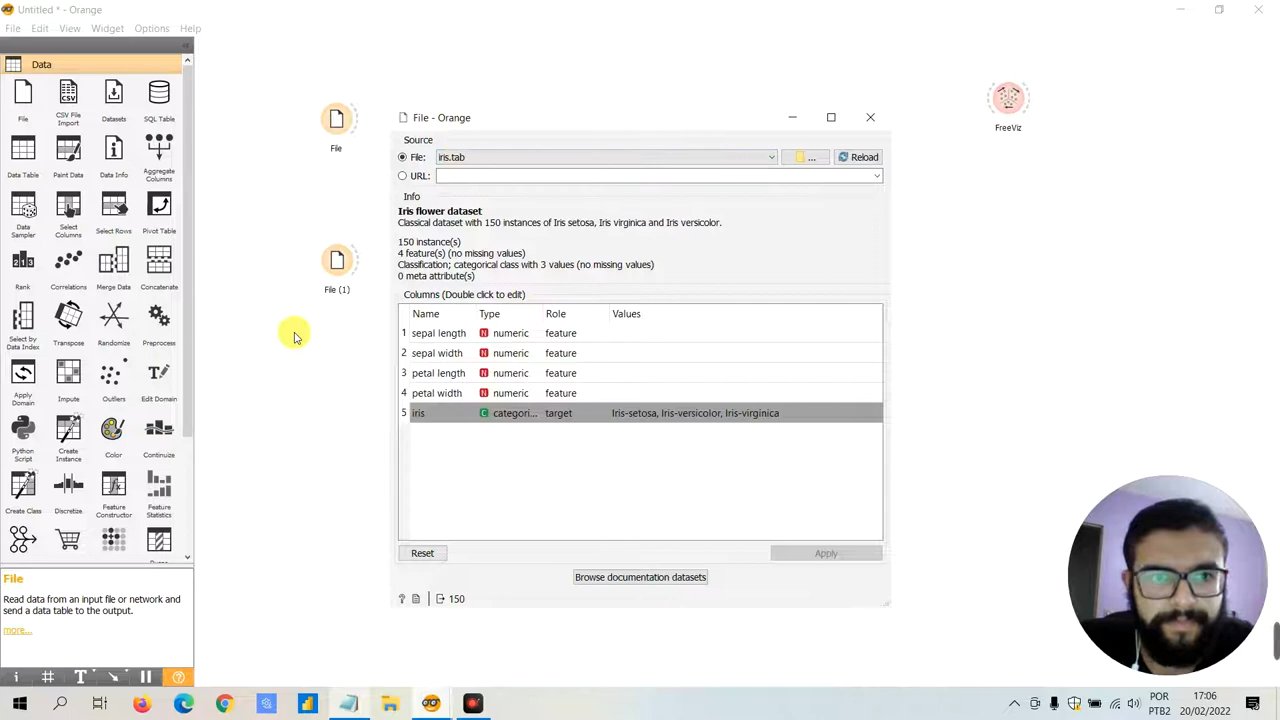 Untitled * - Orange
File Edit View Widget Options Help
Data
File
CSV File Import
Datasets
SQL Table
Data Table
Paint Data
Data Info
Aggregate Columns
Data Sampler
Select Columns
Select Rows
Pivot Table
Rank
Correlations
Merge Data
Concatenate
Select by Data Index
Transpose
Randomize
Preprocess
Apply Domain
Impute
Outliers
Edit Domain
Python Script
Create Instance
Color
Continuize
Create Class
Discretize
Feature Constructor
Feature Statistics
File
Read data from an input file or network and
send a data table to the output.
more...
File
File (1)
FreeViz
File - Orange
Source
File: iris.tab ... Reload
URL:
Info
Iris flower dataset
Classical dataset with 150 instances of Iris setosa, Iris virginica and Iris versicolor.
150 instance(s)
4 feature(s) (no missing values)
Classification; categorical class with 3 values (no missing values)
0 meta attribute(s)
Columns (Double click to edit)
Name Type Role Values
1 sepal length N numeric feature
2 sepal width N numeric feature
3 petal length N numeric feature
4 petal width N numeric feature
5 iris C categori... target Iris-setosa, Iris-versicolor, Iris-virginica
Reset Apply
Browse documentation datasets
? 150
POR
PTB2
17:06
20/02/2022